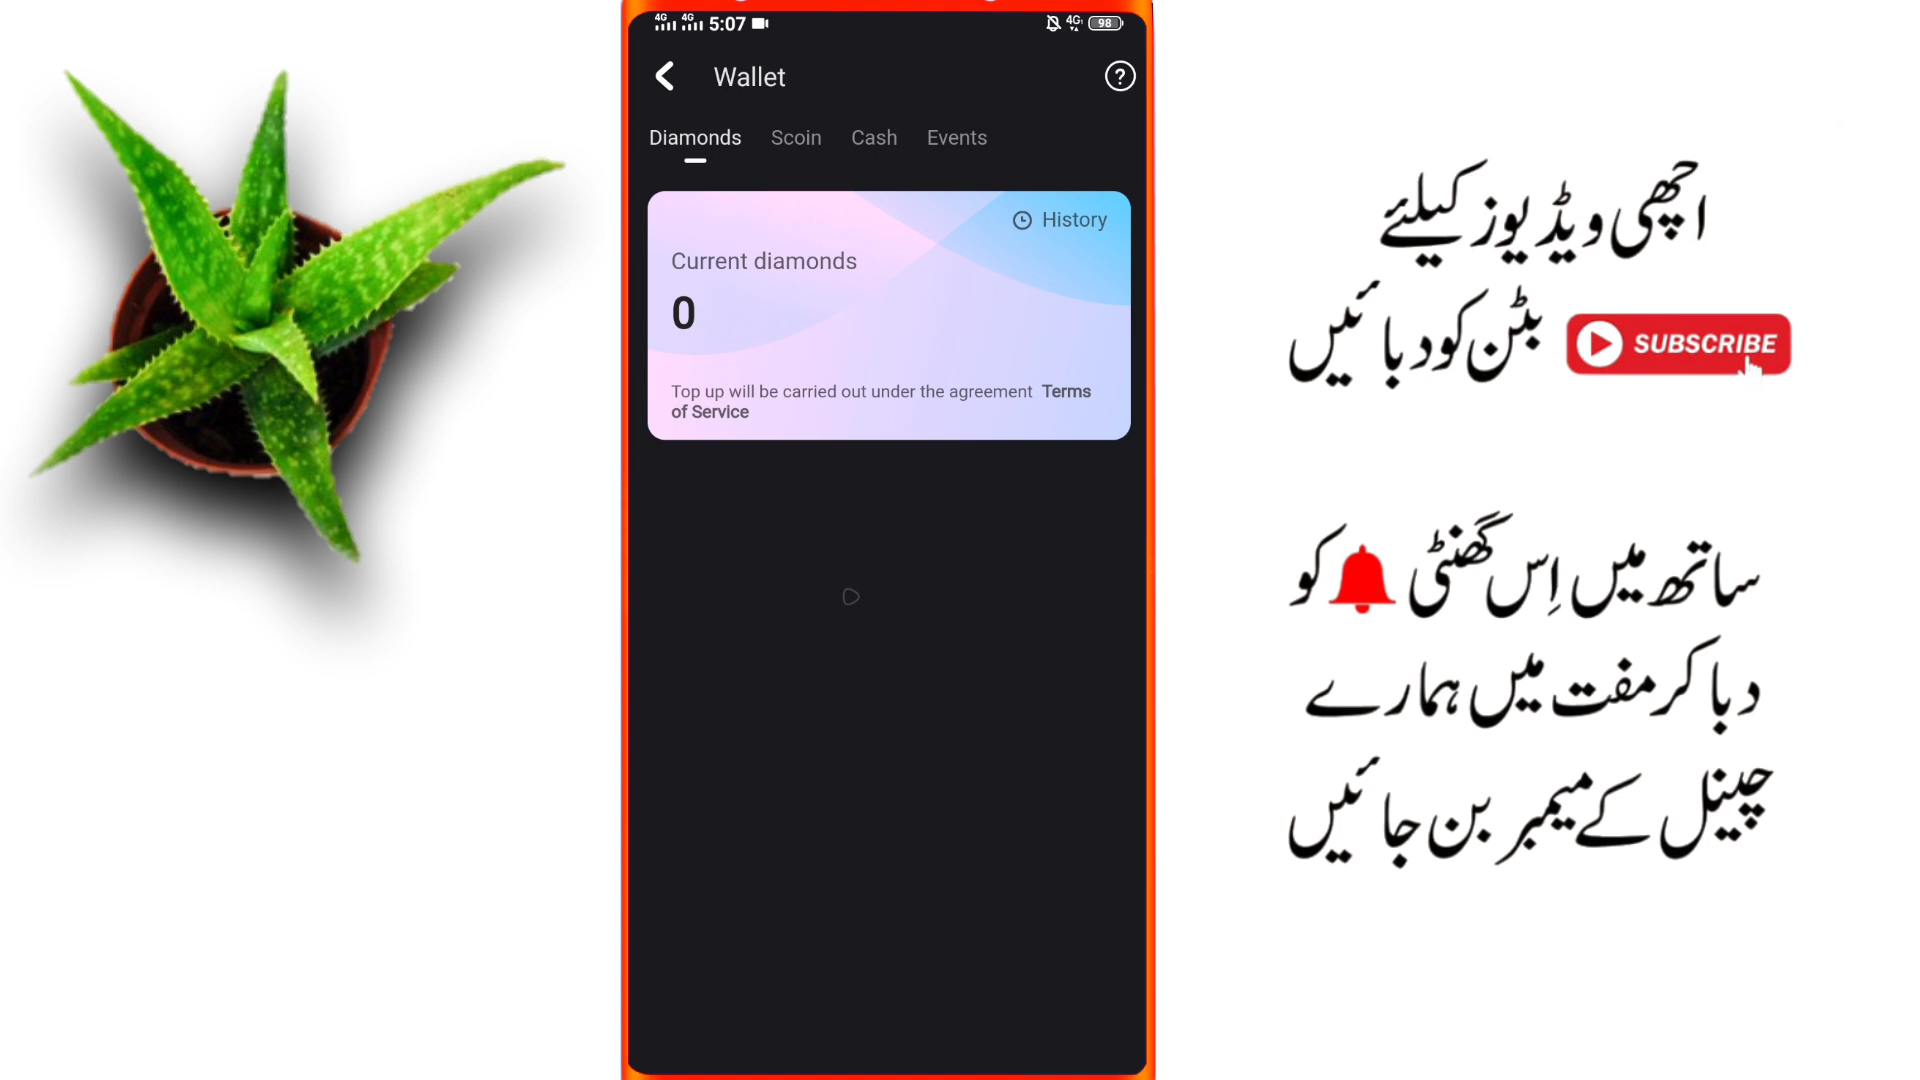 4G 4G 5:07 4G 98
Wallet
Diamonds Scoin Cash Events
History
Current diamonds
0
Top up will be carried out under the agreement Terms
of Service
اچھی ویڈیوز کیلئے
SUBSCRIBE بٹن کو دبائیں
ساتھ میں اِس گھنٹی کو
دبا کر مفت میں ہمارے
چینل کے میمبر بن جائیں